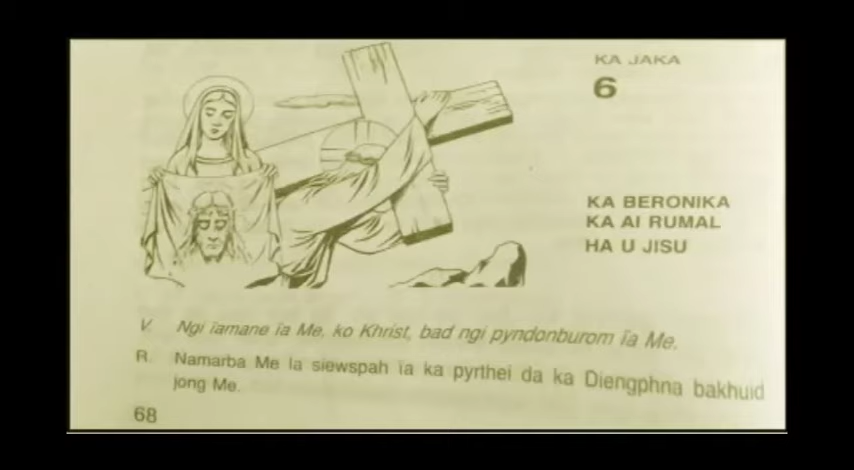 KA JAKA
6
KA BERONIKA
KA AI RUMAL
HA U JISU
V. Ngi ïamane ïa Me, ko Khrist, bad ngi pyndonburom ïa Me.
R. Namarba Me la siewspah ïa ka pyrthei da ka Diengphna bakhuid
jong Me.
68